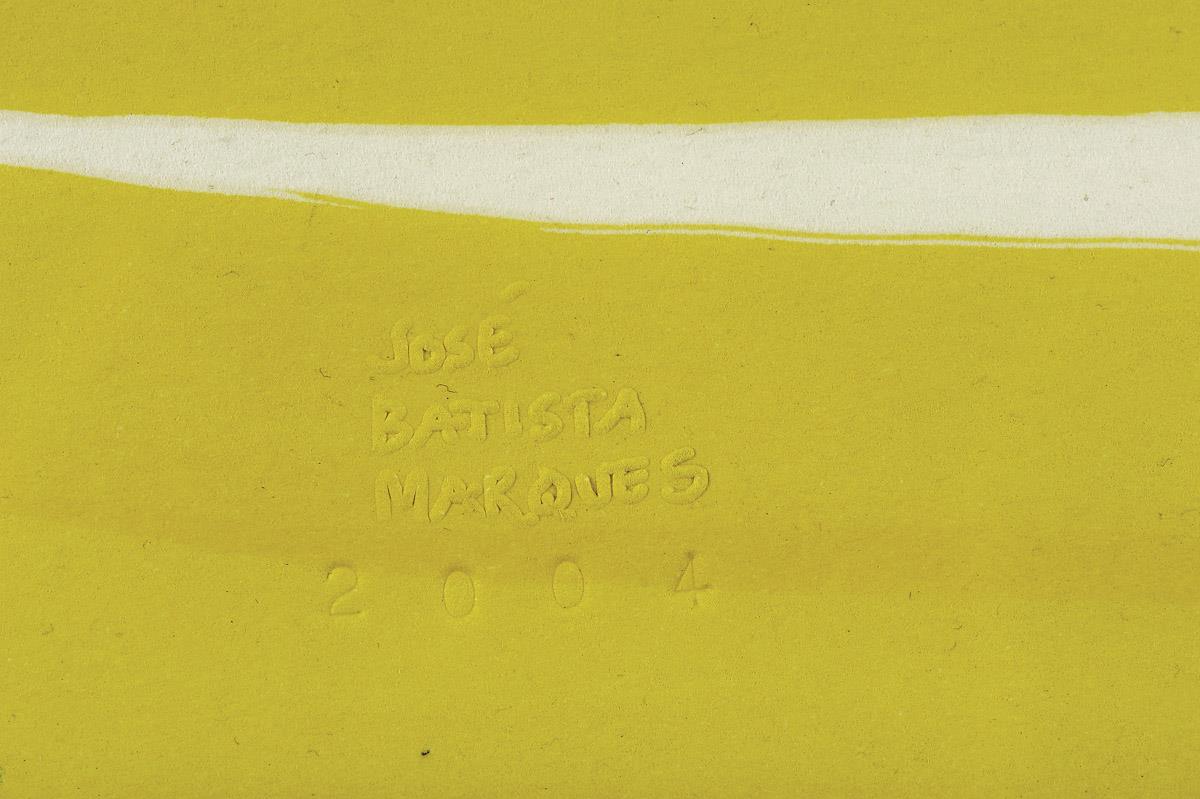 JOSÉ
BATISTA
MARQUES
2004